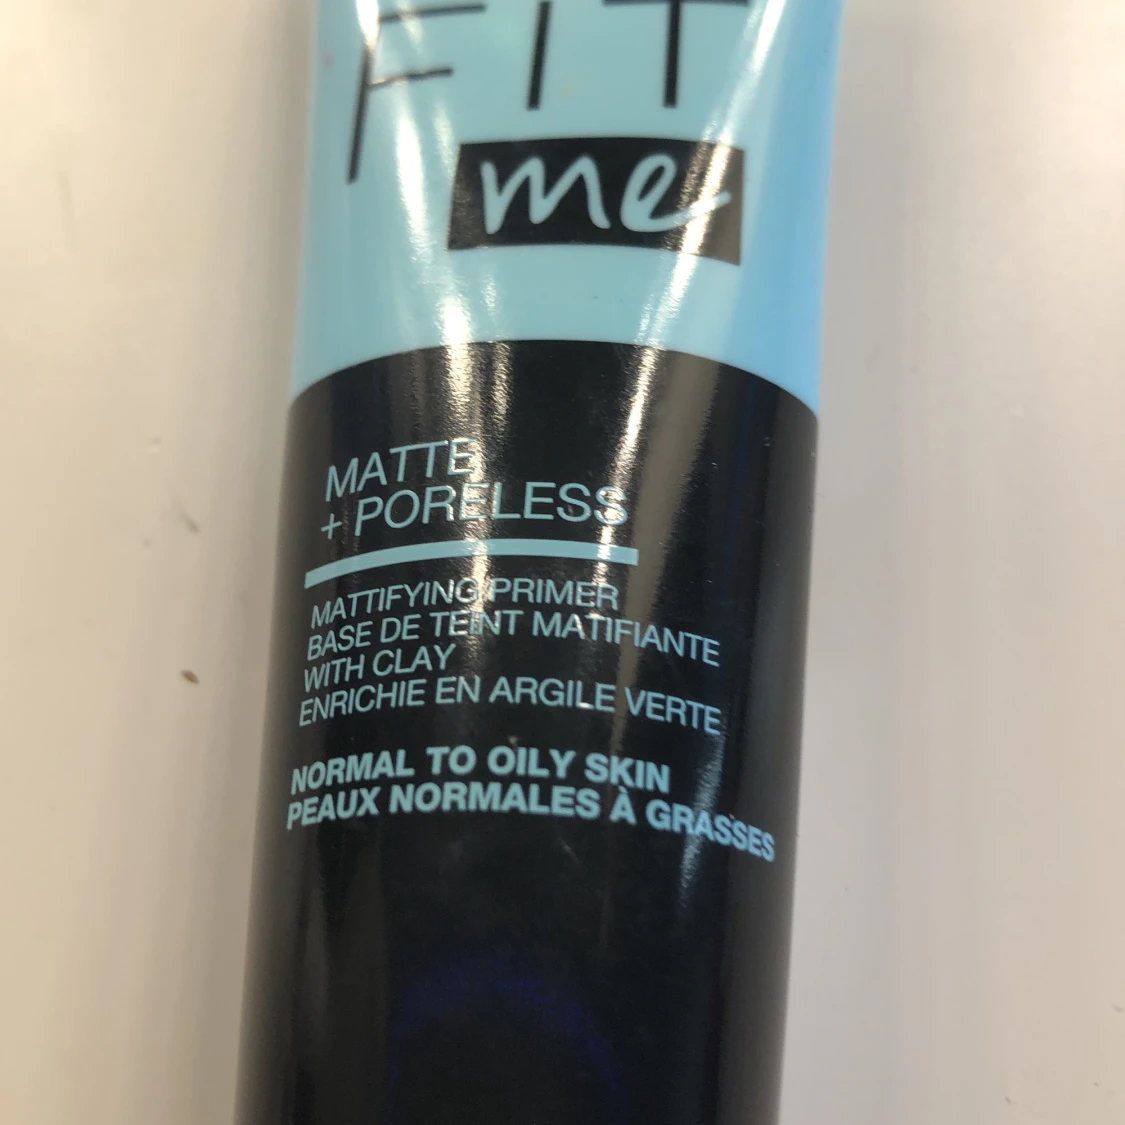 FiT
me
MATTE
+ PORELESS
MATTIFYING PRIMER
BASE DE TEINT MATIFIANTE
WITH CLAY
ENRICHIE EN ARGILE VERTE
NORMAL TO OILY SKIN
PEAUX NORMALES À GRASSES